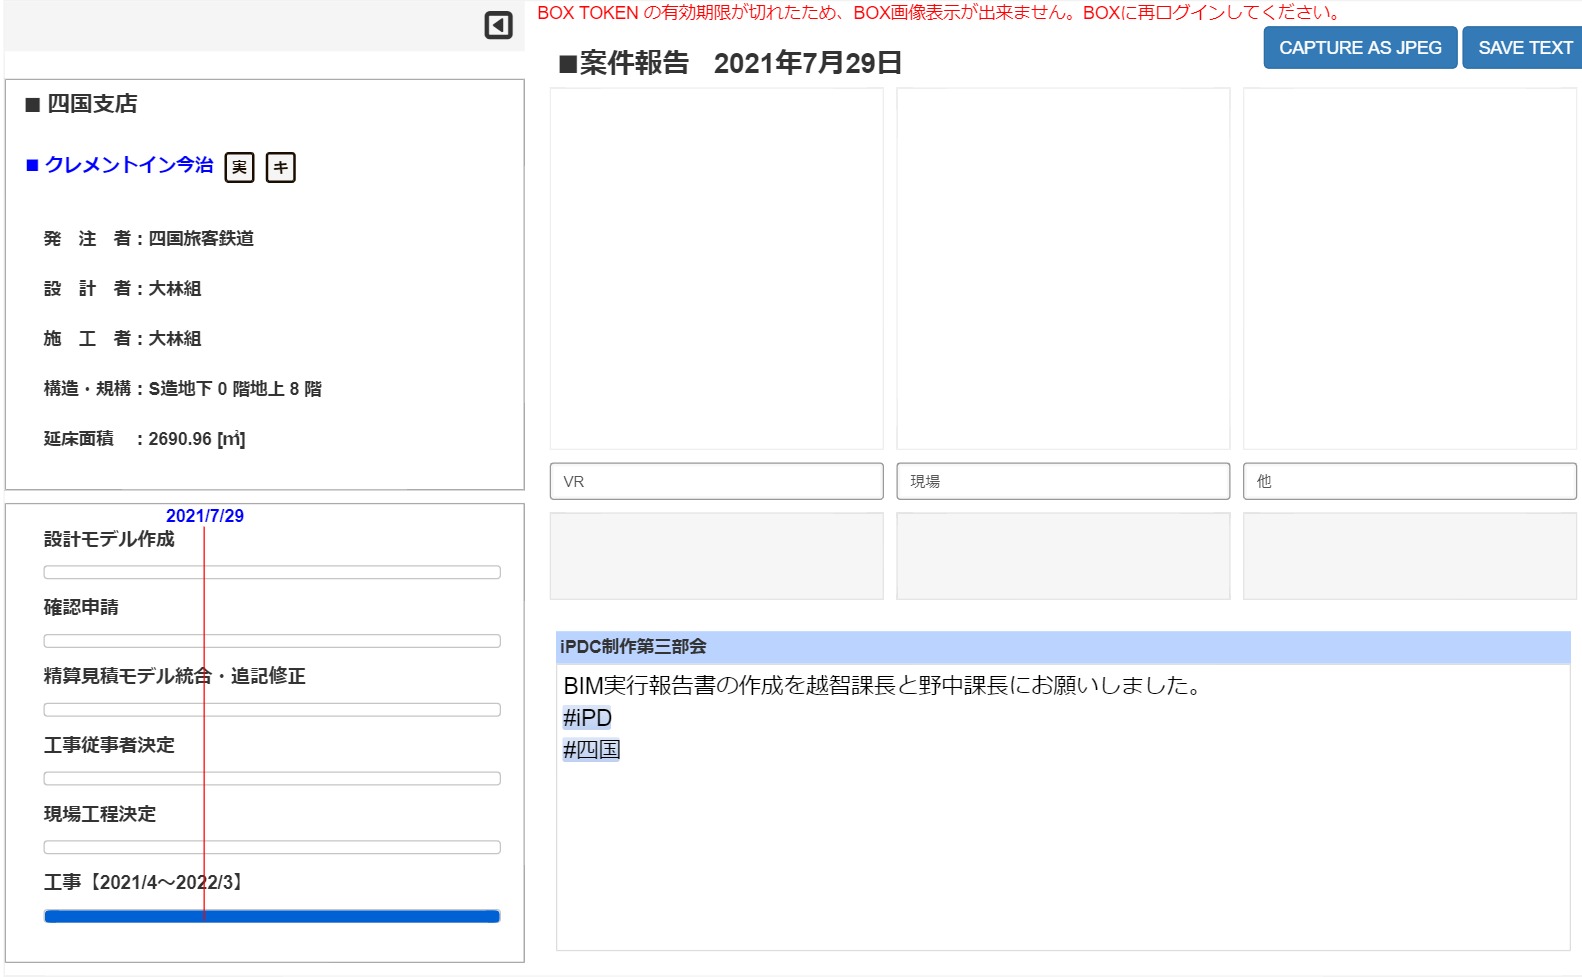 BOX TOKEN の有効期限が切れたため、BOX画像表示が出来ません。BOXに再ログインしてください。
CAPTURE AS JPEG
SAVE TEXT
■案件報告 2021年7月29日
■ 四国支店
■ クレメントイン今治 実 キ
発 注 者：四国旅客鉄道
設 計 者：大林組
施 工 者：大林組
構造・規構：S造地下 0 階地上 8 階
延床面積 ：2690.96 [㎡]
2021/7/29
設計モデル作成
確認申請
精算見積モデル統合・追記修正
工事従事者決定
現場工程決定
工事【2021/4～2022/3】
VR
現場
他
iPDC制作第三部会
BIM実行報告書の作成を越智課長と野中課長にお願いしました。
#iPD
#四国